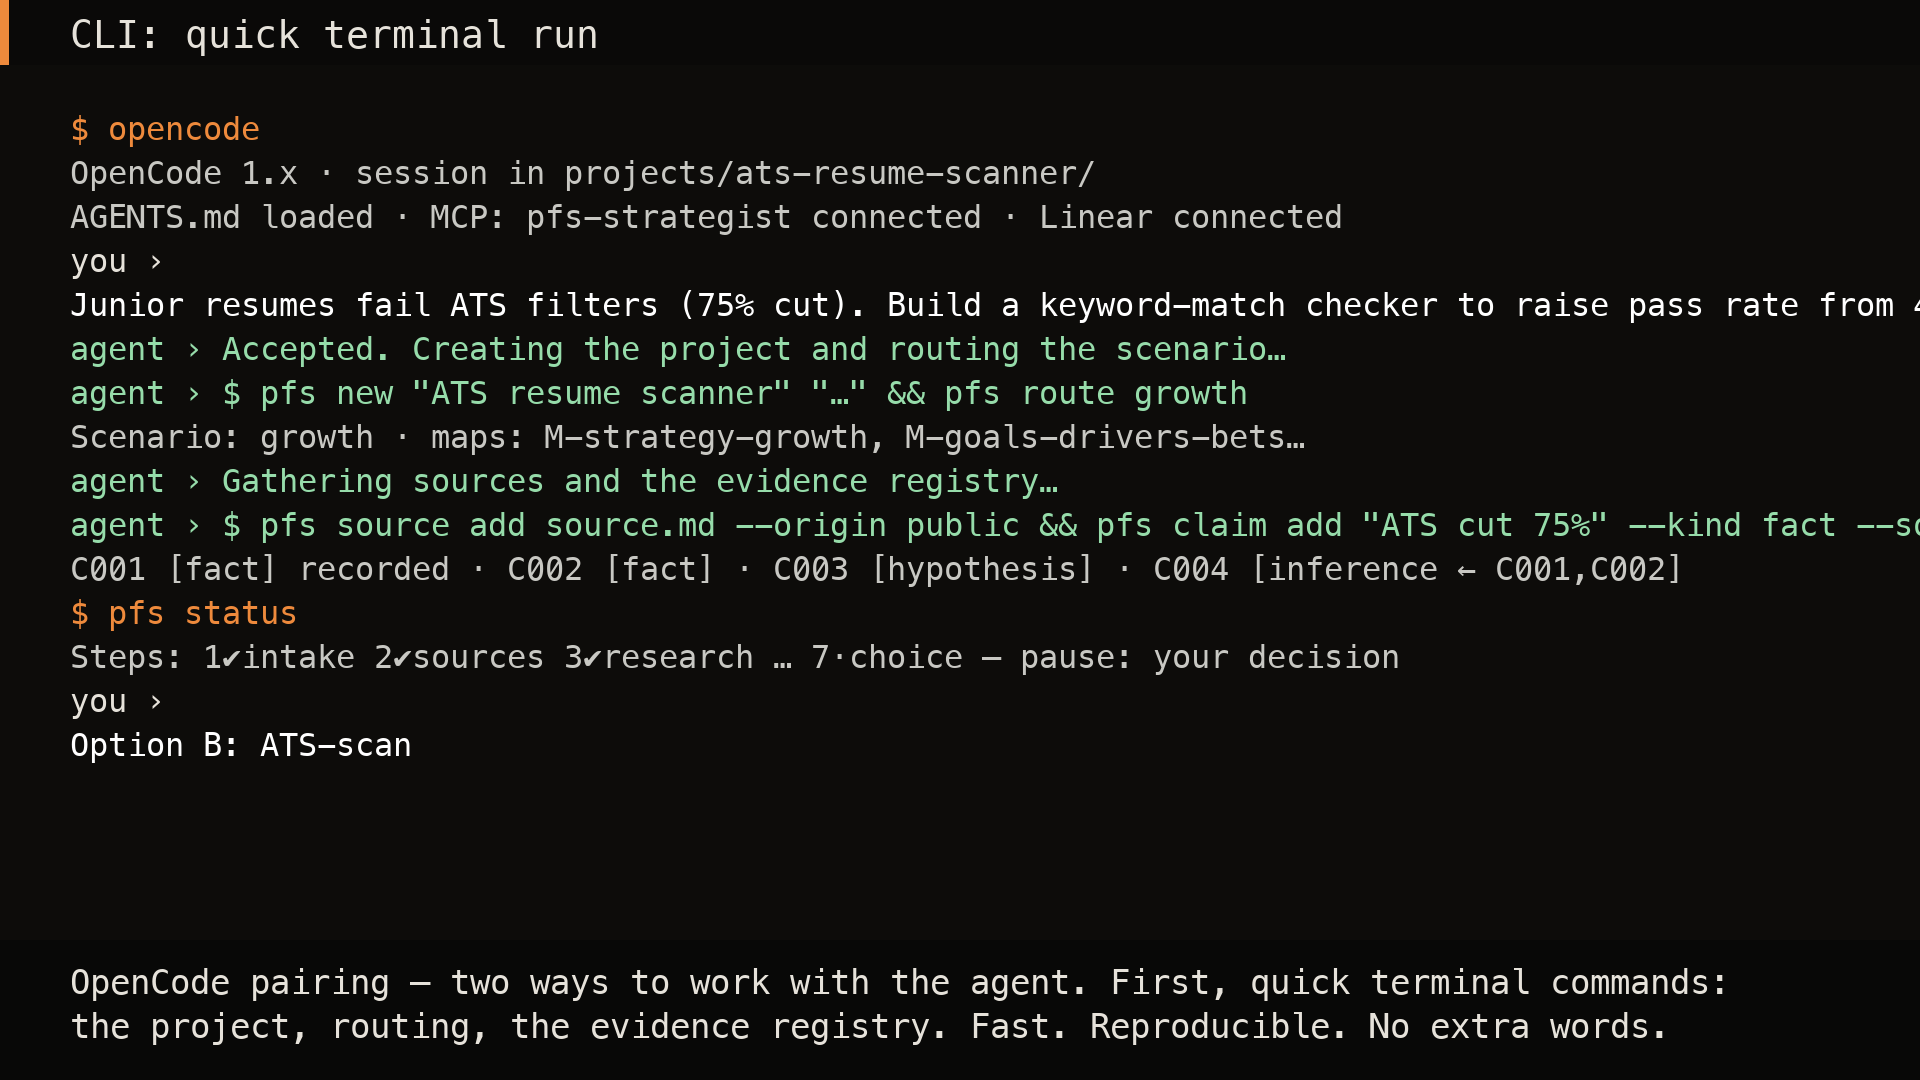 CLI: quick terminal run
$ opencode
OpenCode 1.x · session in projects/ats-resume-scanner/
AGENTS.md loaded · MCP: pfs-strategist connected · Linear connected
you ›
Junior resumes fail ATS filters (75% cut). Build a keyword-match checker to raise pass rate from
agent › Accepted. Creating the project and routing the scenario…
agent › $ pfs new "ATS resume scanner" "…" && pfs route growth
Scenario: growth · maps: M-strategy-growth, M-goals-drivers-bets…
agent › Gathering sources and the evidence registry…
agent › $ pfs source add source.md --origin public && pfs claim add "ATS cut 75%" --kind fact
C001 [fact] recorded · C002 [fact] · C003 [hypothesis] · C004 [inference ← C001,C002]
$ pfs status
Steps: 1✔intake 2✔sources 3✔research … 7·choice — pause: your decision
you ›
Option B: ATS-scan
OpenCode pairing — two ways to work with the agent. First, quick terminal commands:
the project, routing, the evidence registry. Fast. Reproducible. No extra words.